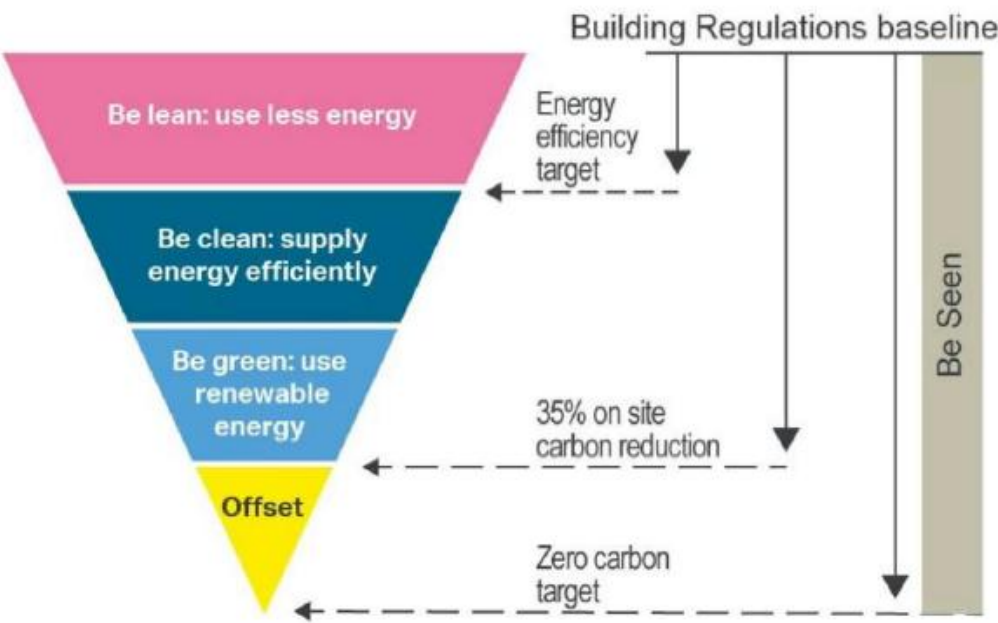 Building Regulations baseline
Be lean: use less energy
Energy
efficiency
target
Be clean: supply
energy efficiently
Be green: use
renewable
energy
35% on site
carbon reduction
Offset
Zero carbon
target
Be Seen